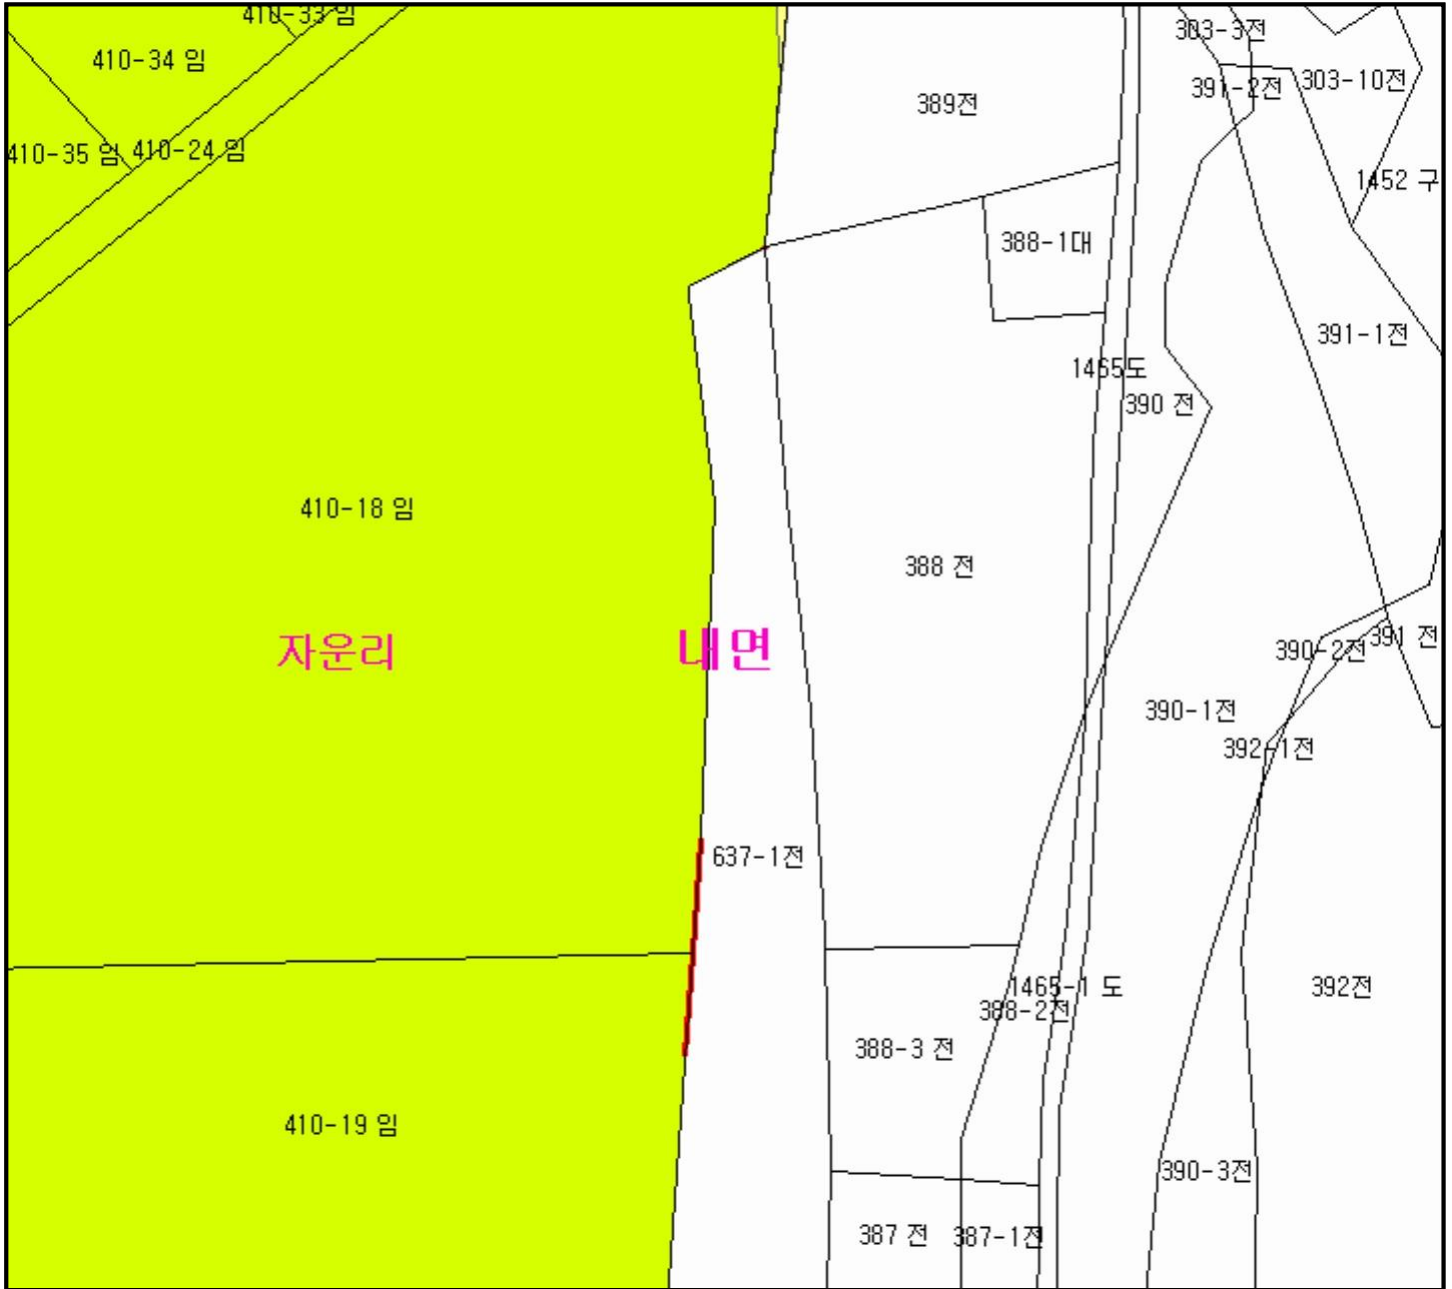 410-33 임
303-3전
410-34 임
303-10전
391-2전
389전
410-35 임
410-24 임
1452 구
388-1대
391-1전
1465도
390 전
410-18 임
388 전
자운리
내면
391 전
390-2전
390-1전
392-1전
637-1전
1465-1 도
392전
388-2전
388-3 전
410-19 임
390-3전
387 전
387-1전